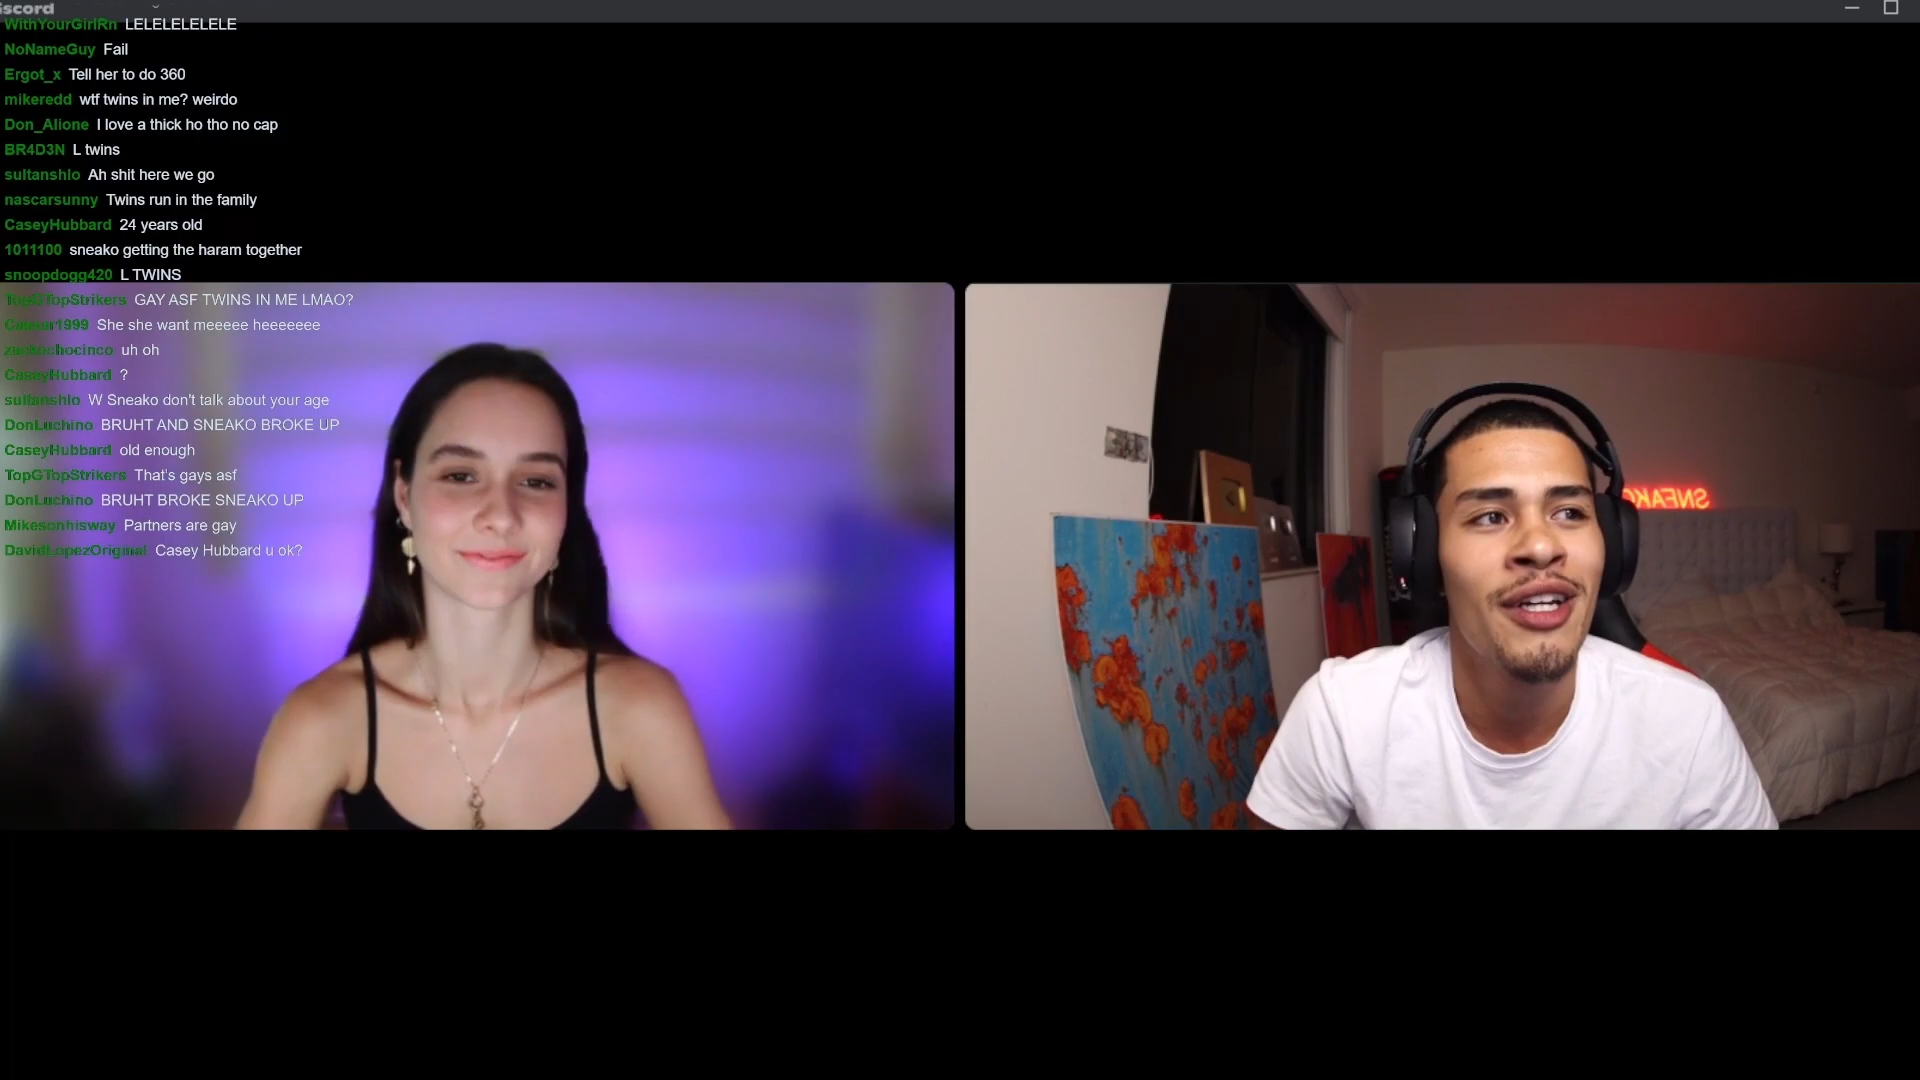 iscord
WithYourGirlRn LELELELELELE
NoNameGuy Fail
Ergot_x Tell her to do 360
mikeredd wtf twins in me? weirdo
Don_Alione I love a thick ho tho no cap
BR4D3N L twins
sultanshlo Ah shit here we go
nascarsunny Twins run in the family
CaseyHubbard 24 years old
1011100 sneako getting the haram together
snoopdogg420 L TWINS
TopGTopStrikers GAY ASF TWINS IN ME LMAO?
She she want meeeee heeeeeee
uh oh
CaseyHubbard ?
sultanshlo W Sneako don't talk about your age
DonLuchino BRUHT AND SNEAKO BROKE UP
CaseyHubbard old enough
TopGTopStrikers That's gays asf
DonLuchino BRUHT BROKE SNEAKO UP
Mikesonhisway Partners are gay
DavidLopezOriginal Casey Hubbard u ok?
SNEAKO